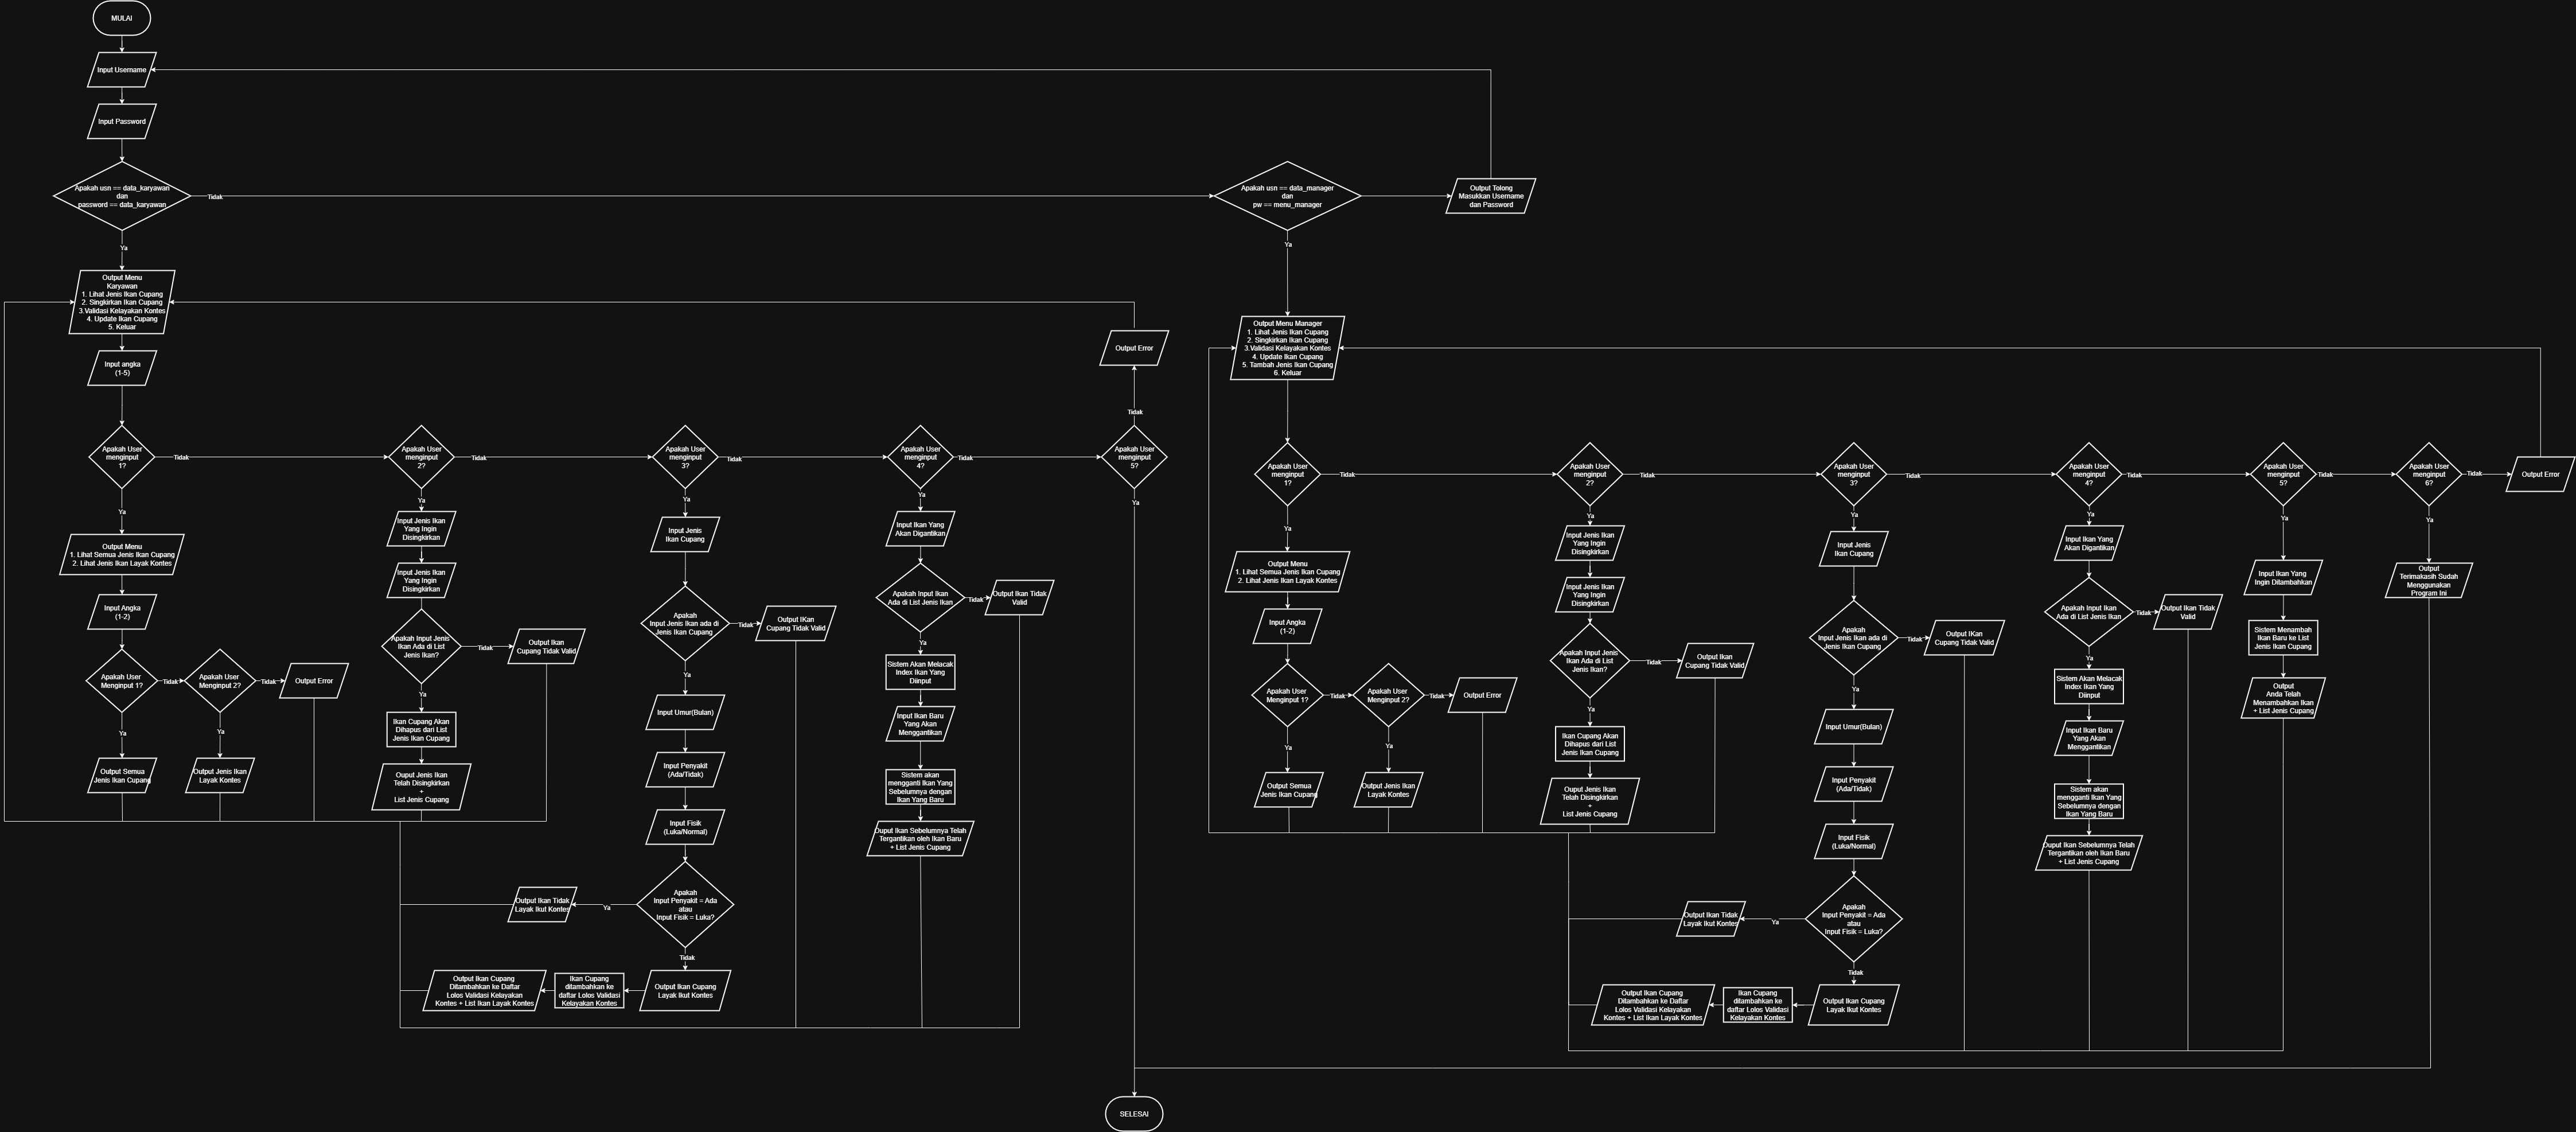 MULAI
Input Username
Input Password
Apakah usn == data_karyawan
dan
password == data_karyawan
Tidak
Ya
Apakah usn == data_manager
dan
pw == menu_manager
Ya
Output Tolong
Masukkan Username
dan Password
Output Menu
Karyawan
1. Lihat Jenis Ikan Cupang
2. Singkirkan Ikan Cupang
3.Validasi Kelayakan Kontes
4. Update Ikan Cupang
5. Keluar
Input angka
(1-5)
Apakah User
menginput
1?
Tidak
Ya
Apakah User
menginput
2?
Tidak
Ya
Apakah User
menginput
3?
Tidak
Ya
Apakah User
menginput
4?
Tidak
Ya
Apakah User
menginput
5?
Tidak
Ya
Output Error
Output Menu
1. Lihat Semua Jenis Ikan Cupang
2. Lihat Jenis Ikan Layak Kontes
Input Angka
(1-2)
Apakah User
Menginput 1?
Tidak
Ya
Apakah User
Menginput 2?
Tidak
Ya
Output Error
Output Semua
Jenis Ikan Cupang
Output Jenis Ikan
Layak Kontes
Input Jenis Ikan
Yang Ingin
Disingkirkan
Input Jenis Ikan
Yang Ingin
Disingkirkan
Apakah Input Jenis
Ikan Ada di List
Jenis Ikan?
Tidak
Ya
Output Ikan
Cupang Tidak Valid
Ikan Cupang Akan
Dihapus dari List
Jenis Ikan Cupang
Ouput Jenis Ikan
Telah Disingkirkan
+
List Jenis Cupang
Input Jenis
Ikan Cupang
Apakah
Input Jenis Ikan ada di
Jenis Ikan Cupang
Tidak
Ya
Output IKan
Cupang Tidak Valid
Input Umur(Bulan)
Input Penyakit
(Ada/Tidak)
Input Fisik
(Luka/Normal)
Apakah
Input Penyakit = Ada
atau
Input Fisik = Luka?
Ya
Tidak
Output Ikan Tidak
Layak Ikut Kontes
Output Ikan Cupang
Layak Ikut Kontes
Ikan Cupang
ditambahkan ke
daftar Lolos Validasi
Kelayakan Kontes
Output Ikan Cupang
Ditambahkan ke Daftar
Lolos Validasi Kelayakan
Kontes + List Ikan Layak Kontes
Input Ikan Yang
Akan Digantikan
Apakah Input Ikan
Ada di List Jenis Ikan
Tidak
Ya
Output Ikan Tidak
Valid
Sistem Akan Melacak
Index Ikan Yang
Diinput
Input Ikan Baru
Yang Akan
Menggantikan
Sistem akan
mengganti Ikan Yang
Sebelumnya dengan
Ikan Yang Baru
Ouput Ikan Sebelumnya Telah
Tergantikan oleh Ikan Baru
+ List Jenis Cupang
Output Menu Manager
1. Lihat Jenis Ikan Cupang
2. Singkirkan Ikan Cupang
3.Validasi Kelayakan Kontes
4. Update Ikan Cupang
5. Tambah Jenis Ikan Cupang
6. Keluar
Apakah User
menginput
1?
Tidak
Ya
Apakah User
menginput
2?
Tidak
Ya
Apakah User
menginput
3?
Tidak
Ya
Apakah User
menginput
4?
Tidak
Ya
Apakah User
menginput
5?
Tidak
Ya
Apakah User
menginput
6?
Tidak
Ya
Output Error
Output Menu
1. Lihat Semua Jenis Ikan Cupang
2. Lihat Jenis Ikan Layak Kontes
Input Angka
(1-2)
Apakah User
Menginput 1?
Tidak
Ya
Apakah User
Menginput 2?
Tidak
Ya
Output Error
Output Semua
Jenis Ikan Cupang
Output Jenis Ikan
Layak Kontes
Input Jenis Ikan
Yang Ingin
Disingkirkan
Input Jenis Ikan
Yang Ingin
Disingkirkan
Apakah Input Jenis
Ikan Ada di List
Jenis Ikan?
Tidak
Ya
Output Ikan
Cupang Tidak Valid
Ikan Cupang Akan
Dihapus dari List
Jenis Ikan Cupang
Ouput Jenis Ikan
Telah Disingkirkan
+
List Jenis Cupang
Input Jenis
Ikan Cupang
Apakah
Input Jenis Ikan ada di
Jenis Ikan Cupang
Tidak
Ya
Output IKan
Cupang Tidak Valid
Input Umur(Bulan)
Input Penyakit
(Ada/Tidak)
Input Fisik
(Luka/Normal)
Apakah
Input Penyakit = Ada
atau
Input Fisik = Luka?
Ya
Tidak
Output Ikan Tidak
Layak Ikut Kontes
Output Ikan Cupang
Layak Ikut Kontes
Ikan Cupang
ditambahkan ke
daftar Lolos Validasi
Kelayakan Kontes
Output Ikan Cupang
Ditambahkan ke Daftar
Lolos Validasi Kelayakan
Kontes + List Ikan Layak Kontes
Input Ikan Yang
Akan Digantikan
Apakah Input Ikan
Ada di List Jenis Ikan
Tidak
Ya
Output Ikan Tidak
Valid
Sistem Akan Melacak
Index Ikan Yang
Diinput
Input Ikan Baru
Yang Akan
Menggantikan
Sistem akan
mengganti Ikan Yang
Sebelumnya dengan
Ikan Yang Baru
Ouput Ikan Sebelumnya Telah
Tergantikan oleh Ikan Baru
+ List Jenis Cupang
Input Ikan Yang
Ingin Ditambahkan
Sistem Menambah
Ikan Baru ke List
Jenis Ikan Cupang
Output
Anda Telah
Menambahkan Ikan
+ List Jenis Cupang
Output
Terimakasih Sudah
Menggunakan
Program Ini
SELESAI